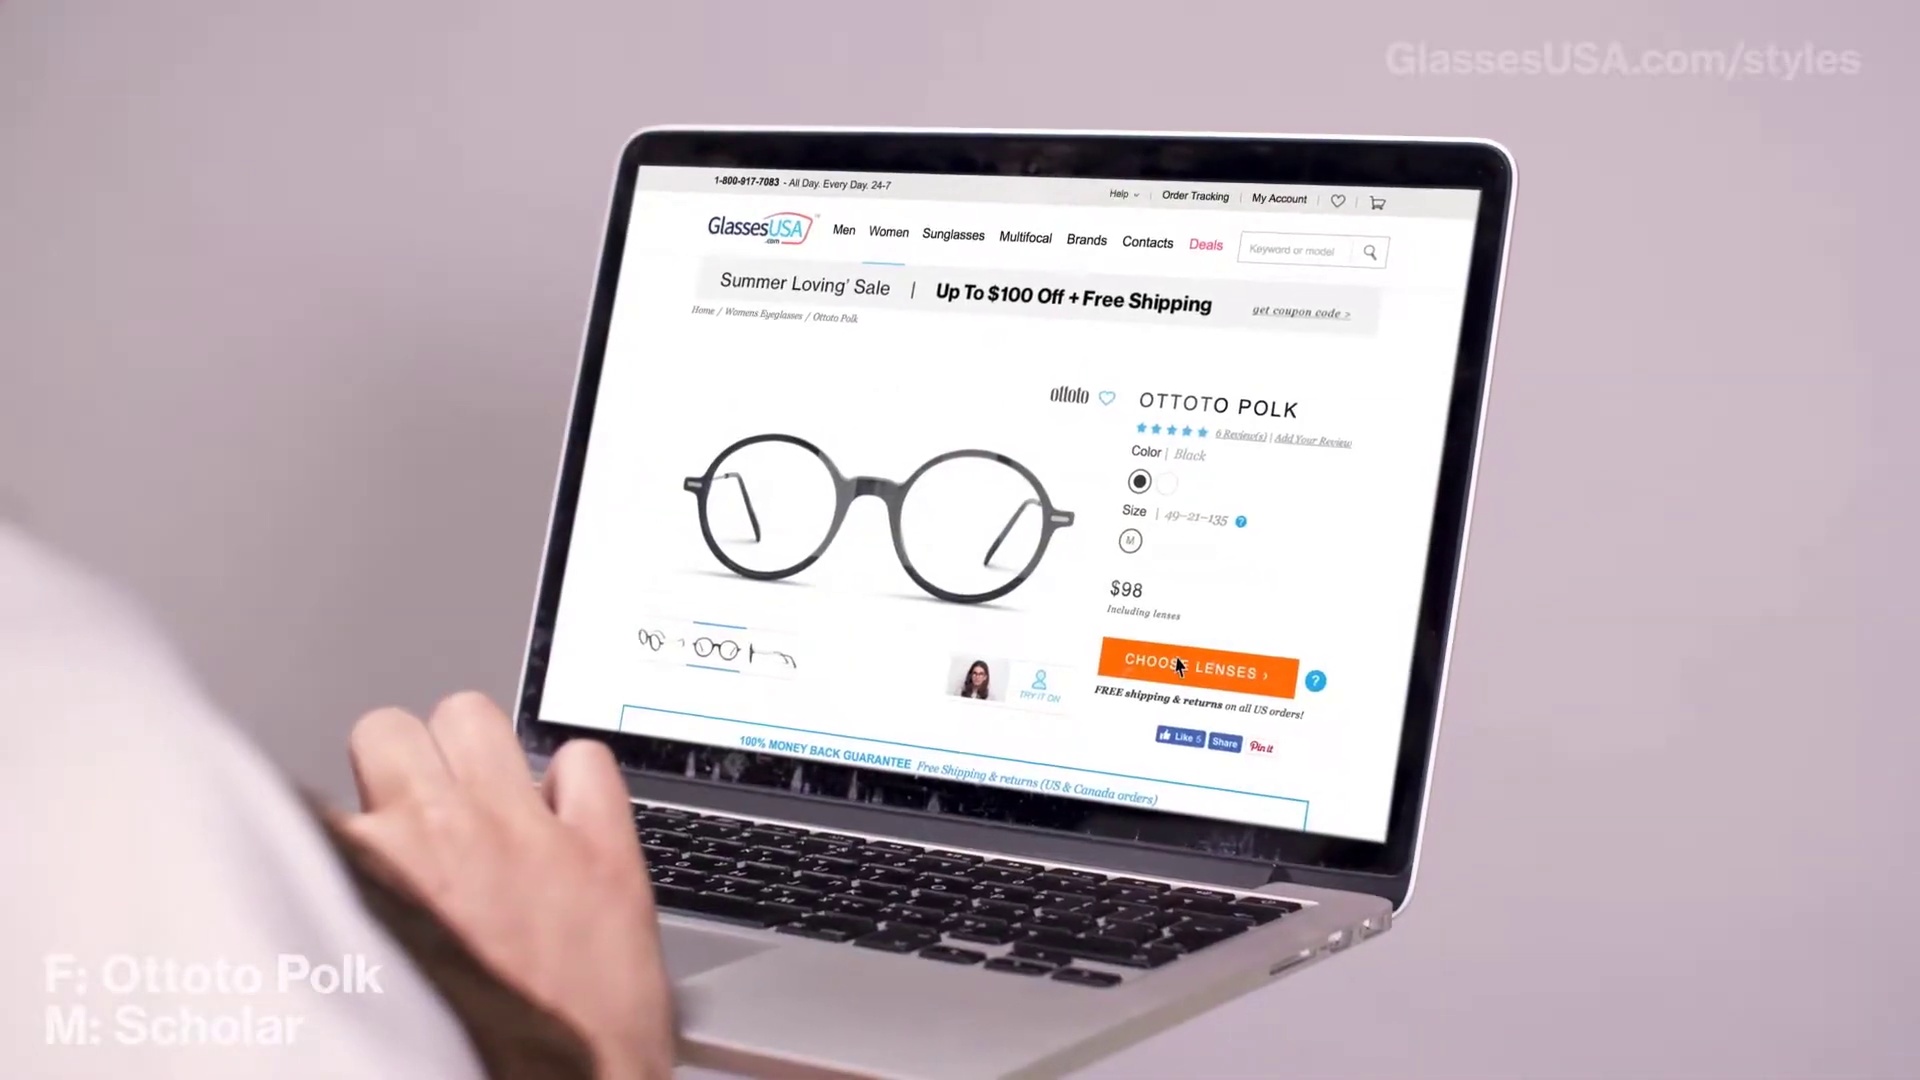 GlassesUSA.com/styles
1-800-917-7083 - All Day. Every Day. 24-7
Help
Order Tracking
My Account
GlassesUSA.com
Men
Women
Sunglasses
Multifocal
Brands
Contacts
Deals
Keyword or model
Summer Loving' Sale | Up To $100 Off + Free Shipping
get coupon code >
Home / Womens Eyeglasses / Ottoto Polk
ottoto
OTTOTO POLK
6 Review(s) | Add Your Review
Color | Black
Size | 49-21-135 ?
M
$98
Including lenses
CHOOSE LENSES ›
?
TRY IT ON
FREE shipping & returns on all US orders!
Like 5
Share
Pin it
100% MONEY BACK GUARANTEE Free Shipping & returns (US & Canada orders)
F: Ottoto Polk
M: Scholar